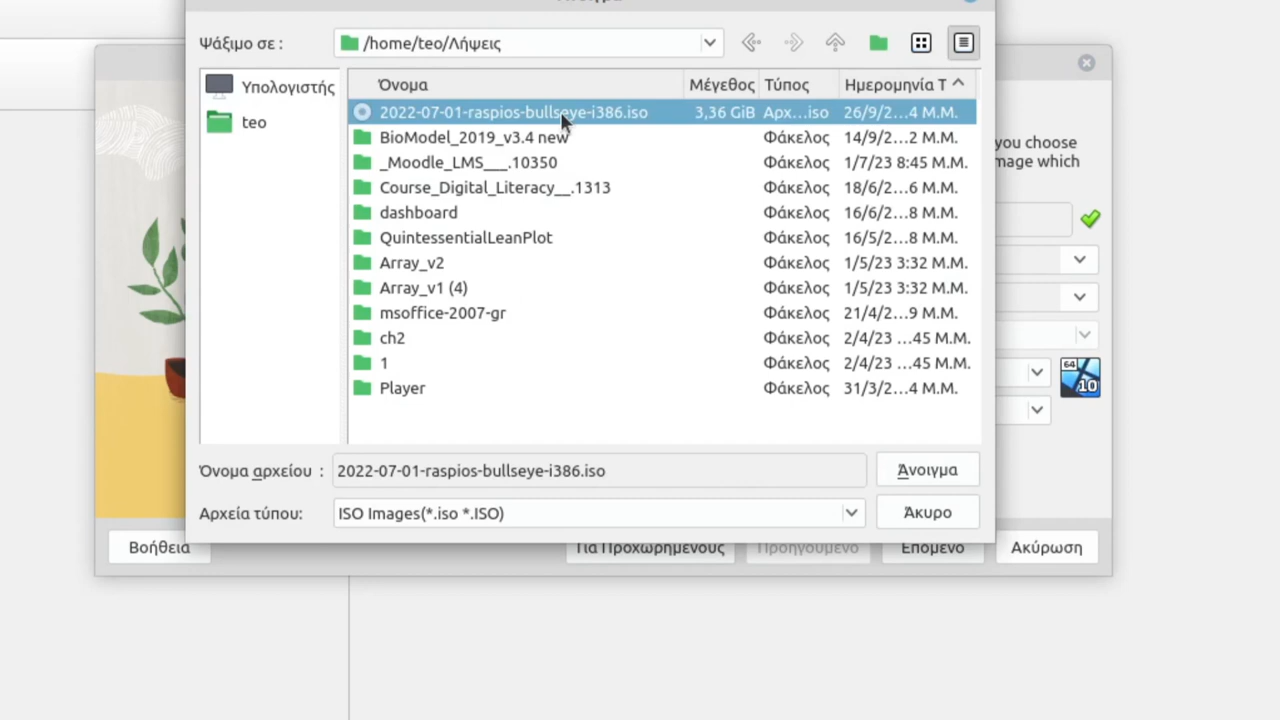 Ψάξιμο σε :
/home/teo/Λήψεις
Υπολογιστής
teo
Όνομα Μέγεθος Τύπος Ημερομηνία Τ
2022-07-01-raspios-bullseye-i386.iso 3,36 GiB Αρχ...iso 26/9/2...4 Μ.Μ.
BioModel_2019_v3.4 new Φάκελος 14/9/2...2 Μ.Μ.
_Moodle_LMS___.10350 Φάκελος 1/7/23 8:45 Μ.Μ.
Course_Digital_Literacy__.1313 Φάκελος 18/6/2...6 Μ.Μ.
dashboard Φάκελος 16/6/2...8 Μ.Μ.
QuintessentialLeanPlot Φάκελος 16/5/2...8 Μ.Μ.
Array_v2 Φάκελος 1/5/23 3:32 Μ.Μ.
Array_v1 (4) Φάκελος 1/5/23 3:32 Μ.Μ.
msoffice-2007-gr Φάκελος 21/4/2...9 Μ.Μ.
ch2 Φάκελος 2/4/23 ...45 Μ.Μ.
1 Φάκελος 2/4/23 ...45 Μ.Μ.
Player Φάκελος 31/3/2...4 Μ.Μ.
Όνομα αρχείου : 2022-07-01-raspios-bullseye-i386.iso Άνοιγμα
Αρχεία τύπου: ISO Images(*.iso *.ISO) Άκυρο
you choose
mage which
64
10
Βοήθεια Για Προχωρημένους Προηγούμενο Επόμενο Ακύρωση